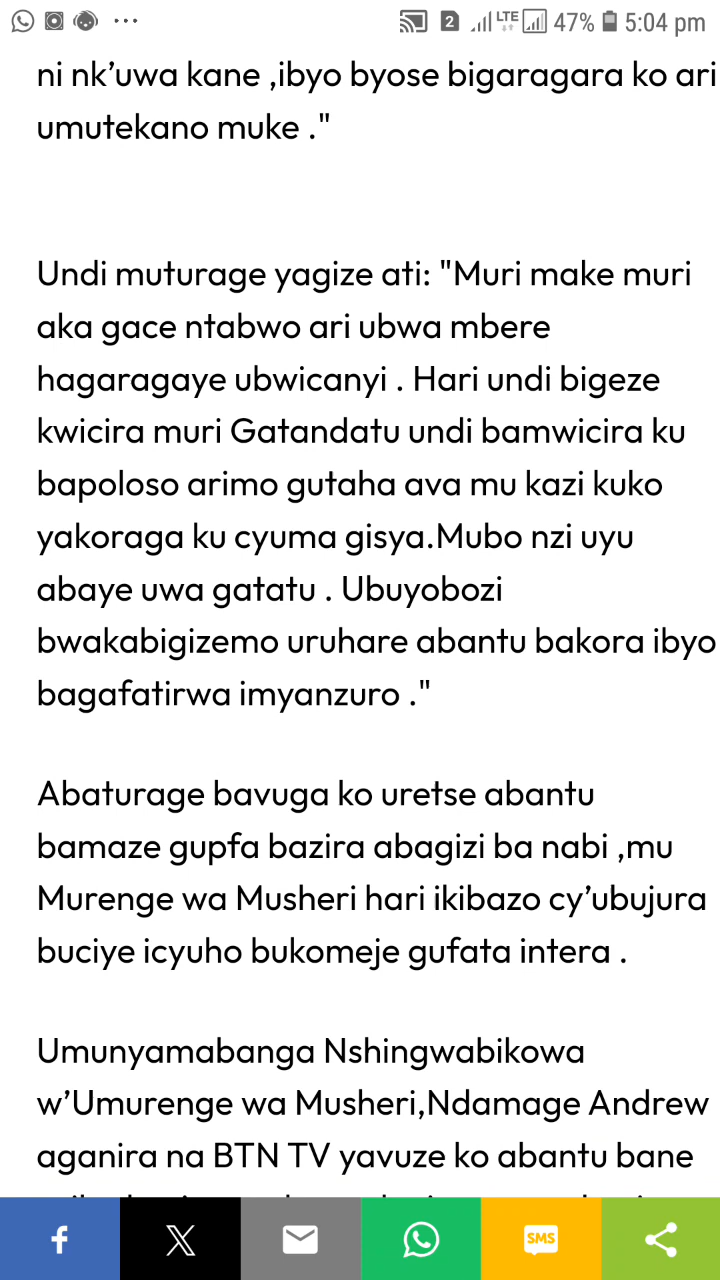 LTE 47% 5:04 pm
ni nk’uwa kane ,ibyo byose bigaragara ko ari
umutekano muke ."
Undi muturage yagize ati: "Muri make muri
aka gace ntabwo ari ubwa mbere
hagaragaye ubwicanyi . Hari undi bigeze
kwicira muri Gatandatu undi bamwicira ku
bapoloso arimo gutaha ava mu kazi kuko
yakoraga ku cyuma gisya.Mubo nzi uyu
abaye uwa gatatu . Ubuyobozi
bwakabigizemo uruhare abantu bakora ibyo
bagafatirwa imyanzuro ."
Abaturage bavuga ko uretse abantu
bamaze gupfa bazira abagizi ba nabi ,mu
Murenge wa Musheri hari ikibazo cy’ubujura
buciye icyuho bukomeje gufata intera .
Umunyamabanga Nshingwabikowa
w’Umurenge wa Musheri,Ndamage Andrew
aganira na BTN TV yavuze ko abantu bane
SMS